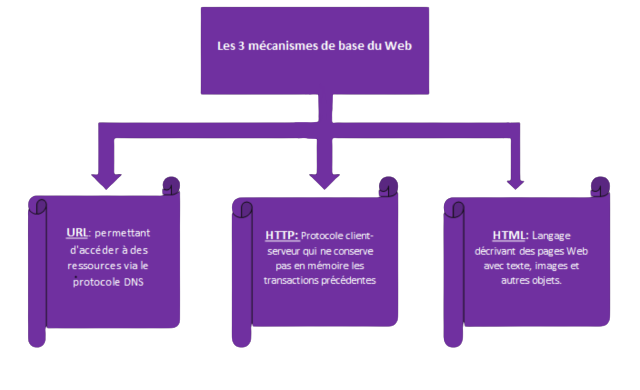 Les 3 mécanismes de base du Web
URL: permettant
d'accéder à des
ressources via le
protocole DNS
HTTP: Protocole client-
serveur qui ne conserve
pas en mémoire les
transactions précédentes
HTML: Langage
décrivant des pages Web
avec texte, images et
autres objets.